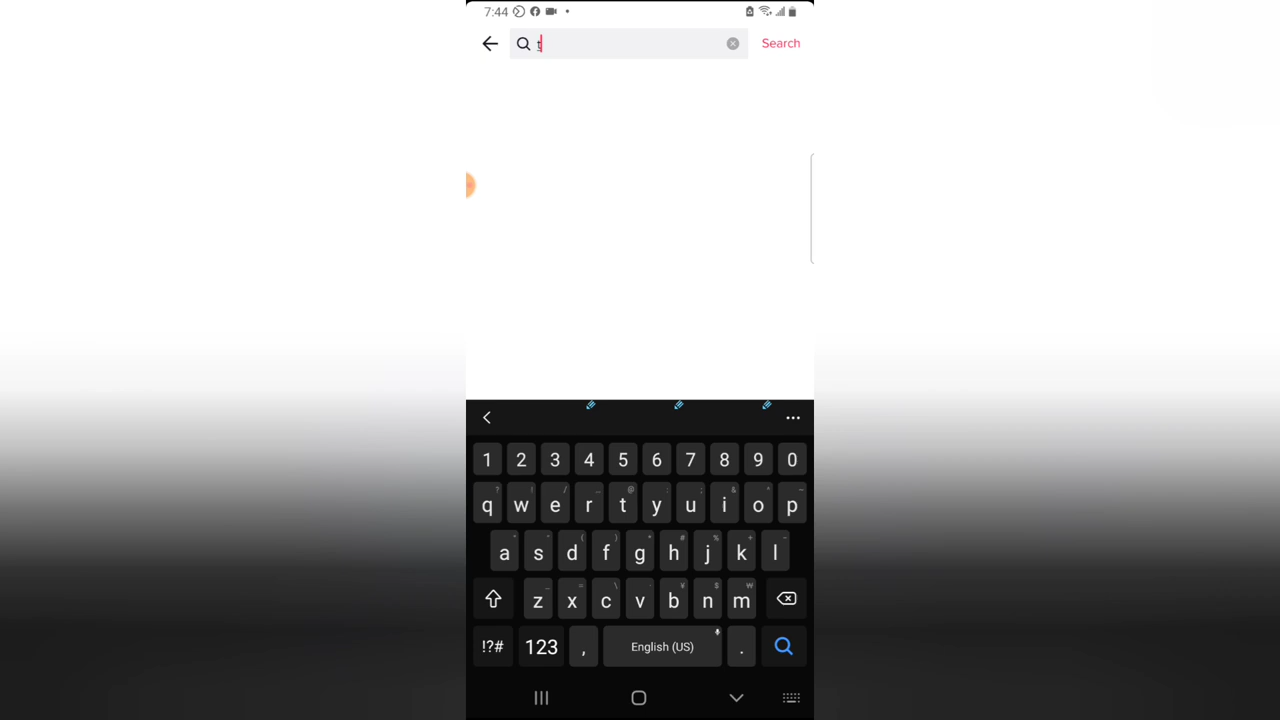 7:44
t
Search
1 2 3 4 5 6 7 8 9 0
q w e r t y u i o p
a s d f g h j k l
z x c v b n m
!?# 123 , English (US) .